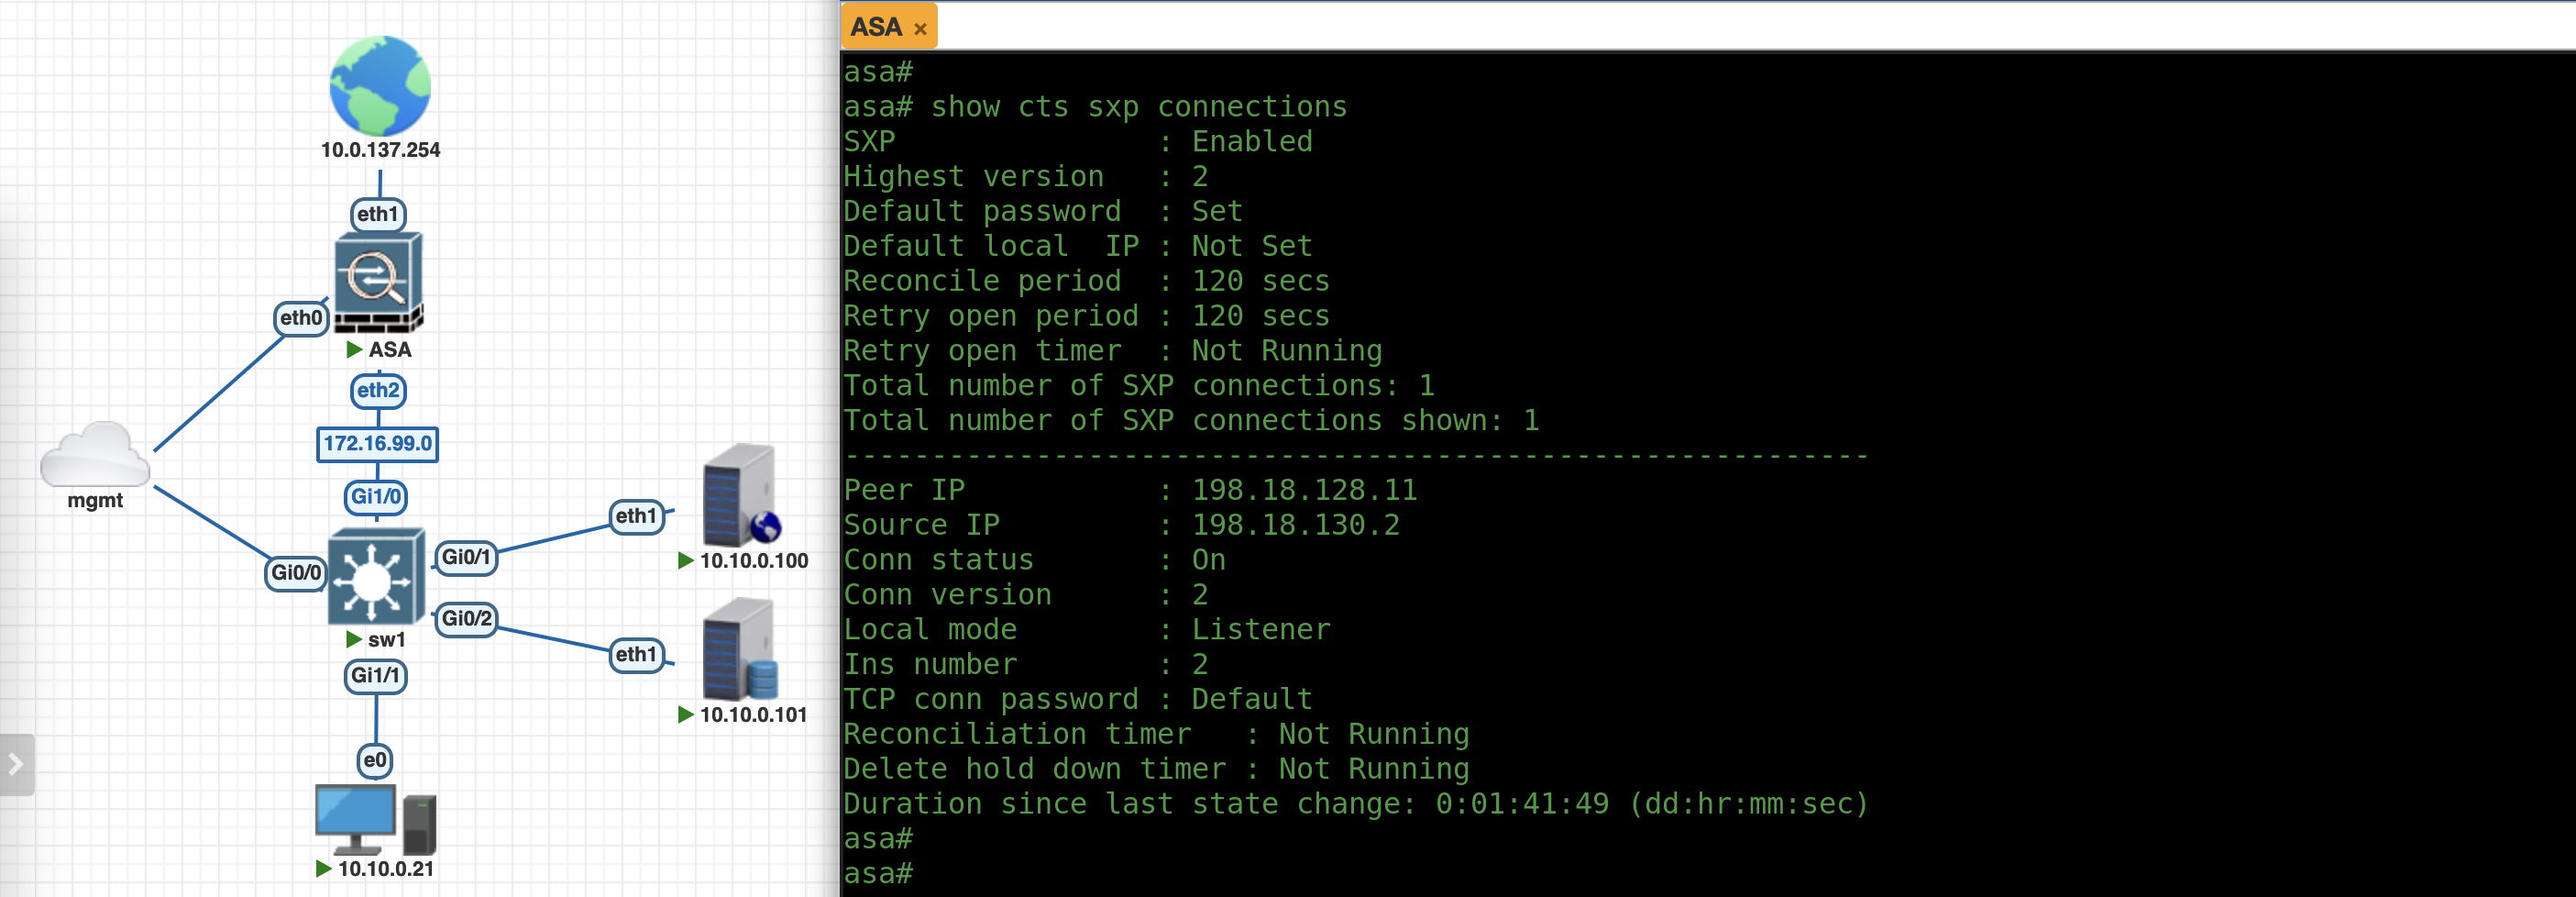 10.0.137.254
eth1
eth0
ASA
eth2
172.16.99.0
mgmt
Gi1/0
eth1
Gi0/1
10.10.0.100
Gi0/0
Gi0/2
sw1
eth1
Gi1/1
10.10.0.101
e0
10.10.0.21
ASA ×
asa#
asa# show cts sxp connections
SXP : Enabled
Highest version : 2
Default password : Set
Default local IP : Not Set
Reconcile period : 120 secs
Retry open period : 120 secs
Retry open timer : Not Running
Total number of SXP connections: 1
Total number of SXP connections shown: 1
-----------------------------------------------------------
Peer IP : 198.18.128.11
Source IP : 198.18.130.2
Conn status : On
Conn version : 2
Local mode : Listener
Ins number : 2
TCP conn password : Default
Reconciliation timer : Not Running
Delete hold down timer : Not Running
Duration since last state change: 0:01:41:49 (dd:hr:mm:sec)
asa#
asa#